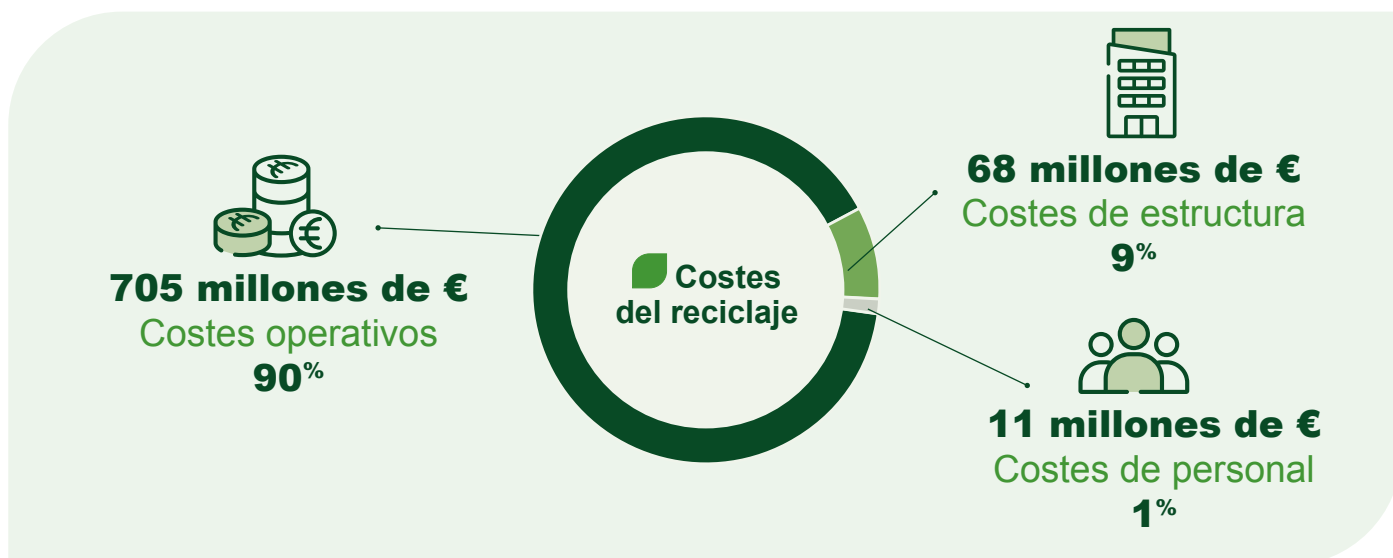 705 millones de €
Costes operativos
90%
Costes
del reciclaje
68 millones de €
Costes de estructura
9%
11 millones de €
Costes de personal
1%